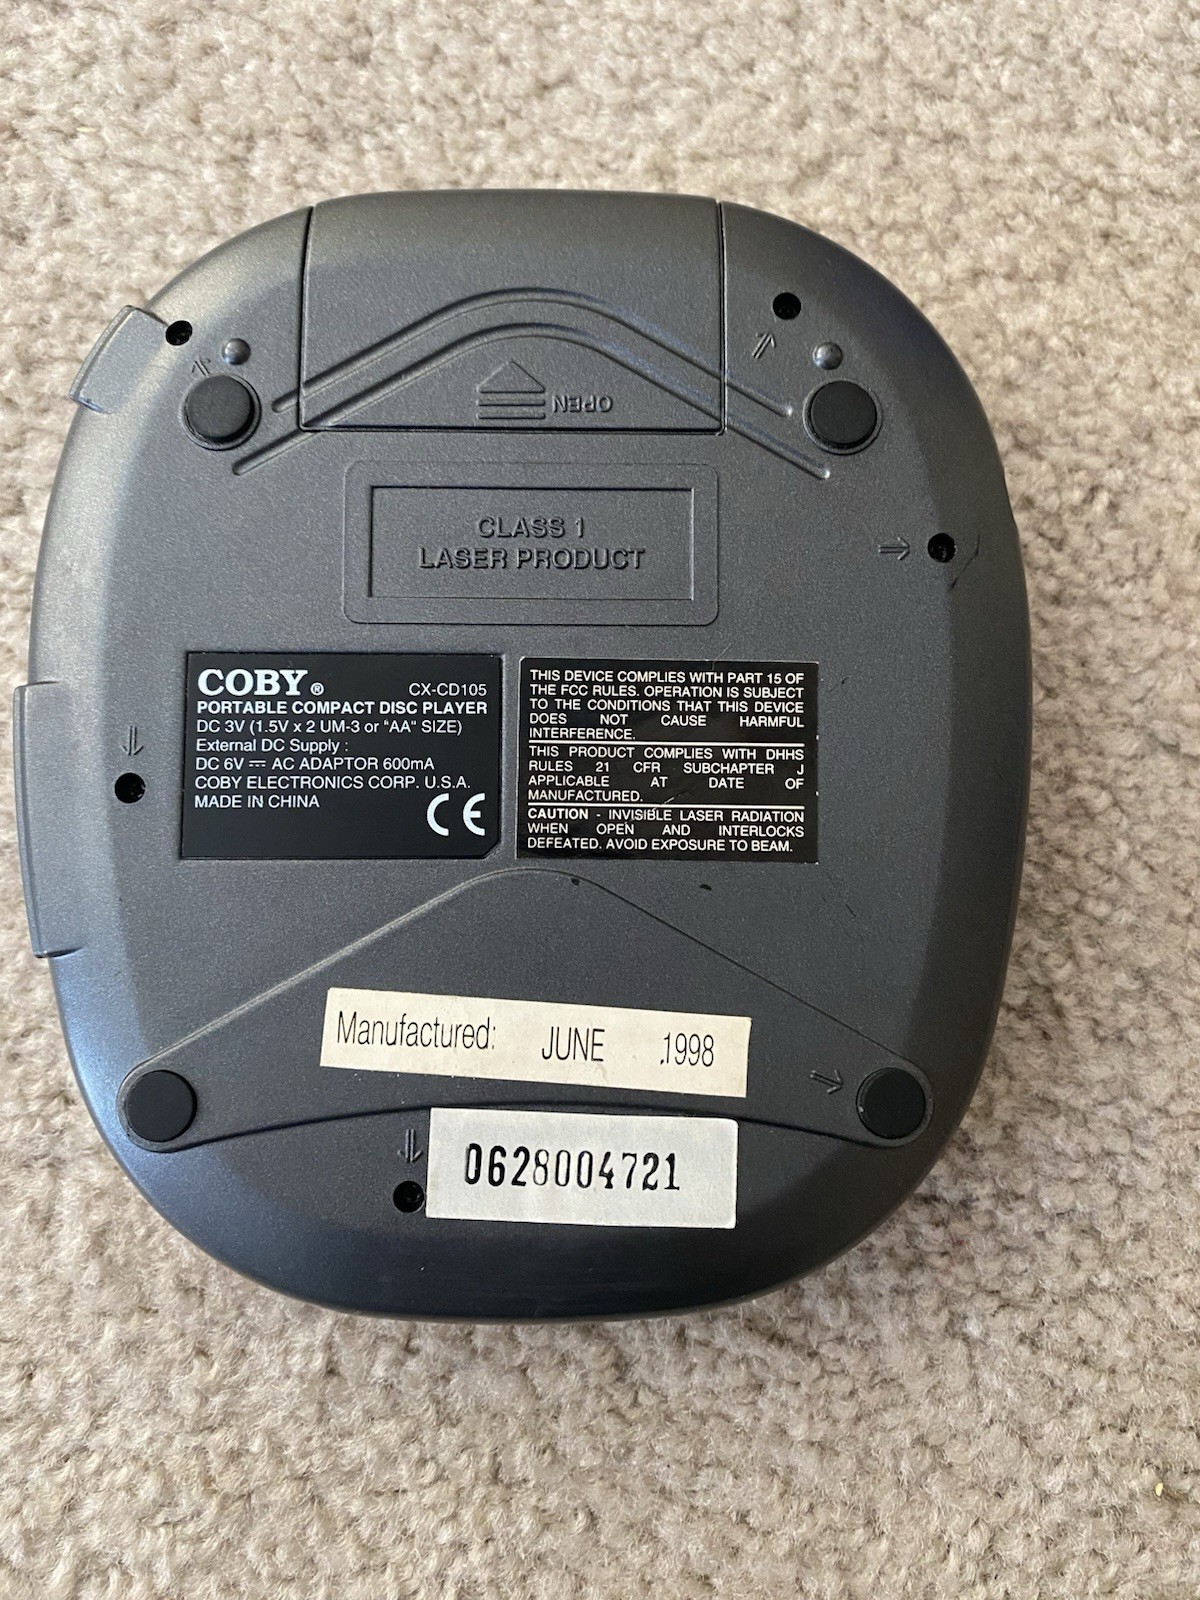 OPEN
CLASS 1
LASER PRODUCT
COBY®
CX-CD105
PORTABLE COMPACT DISC PLAYER
DC 3V (1.5V x 2 UM-3 or "AA" SIZE)
External DC Supply :
DC 6V ⎓ AC ADAPTOR 600mA
COBY ELECTRONICS CORP. U.S.A.
MADE IN CHINA
CE
THIS DEVICE COMPLIES WITH PART 15 OF
THE FCC RULES. OPERATION IS SUBJECT
TO THE CONDITIONS THAT THIS DEVICE
DOES NOT CAUSE HARMFUL
INTERFERENCE.
THIS PRODUCT COMPLIES WITH DHHS
RULES 21 CFR SUBCHAPTER J
APPLICABLE AT DATE OF
MANUFACTURED.
CAUTION - INVISIBLE LASER RADIATION
WHEN OPEN AND INTERLOCKS
DEFEATED. AVOID EXPOSURE TO BEAM.
Manufactured: JUNE .1998
0628004721